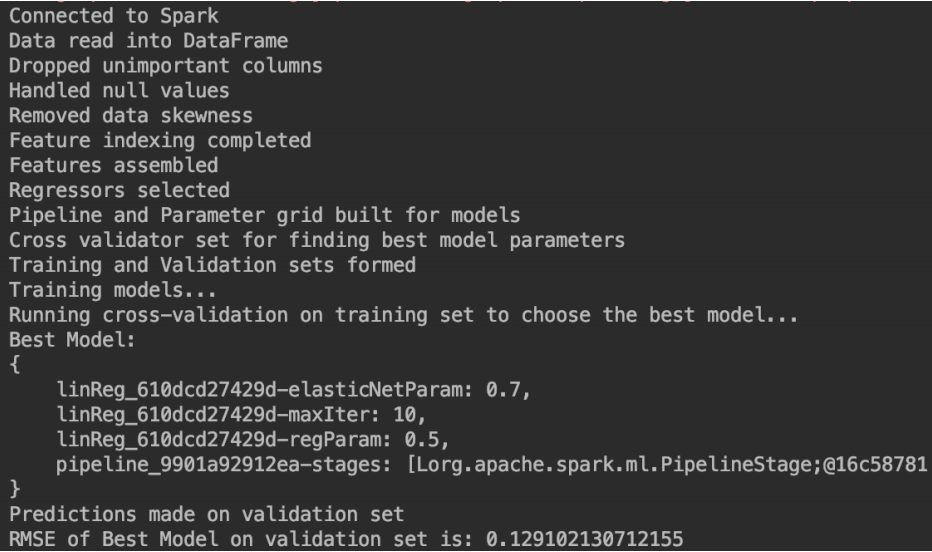 Connected to Spark
Data read into DataFrame
Dropped unimportant columns
Handled null values
Removed data skewness
Feature indexing completed
Features assembled
Regressors selected
Pipeline and Parameter grid built for models
Cross validator set for finding best model parameters
Training and Validation sets formed
Training models...
Running cross-validation on training set to choose the best model...
Best Model:
{
    linReg_610dcd27429d-elasticNetParam: 0.7,
    linReg_610dcd27429d-maxIter: 10,
    linReg_610dcd27429d-regParam: 0.5,
    pipeline_9901a92912ea-stages: [Lorg.apache.spark.ml.PipelineStage;@16c58781
}
Predictions made on validation set
RMSE of Best Model on validation set is: 0.129102130712155